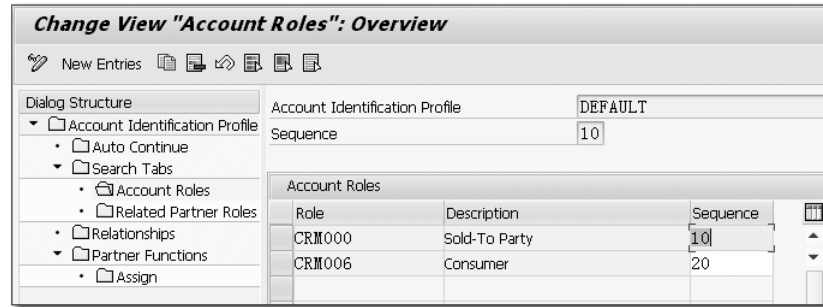 Change View "Account Roles": Overview
New Entries
Dialog Structure
Account Identification Profile
Auto Continue
Search Tabs
Account Roles
Related Partner Roles
Relationships
Partner Functions
Assign
Account Identification Profile DEFAULT
Sequence 10
Account Roles
Role Description Sequence
CRM000 Sold-To Party 10
CRM006 Consumer 20